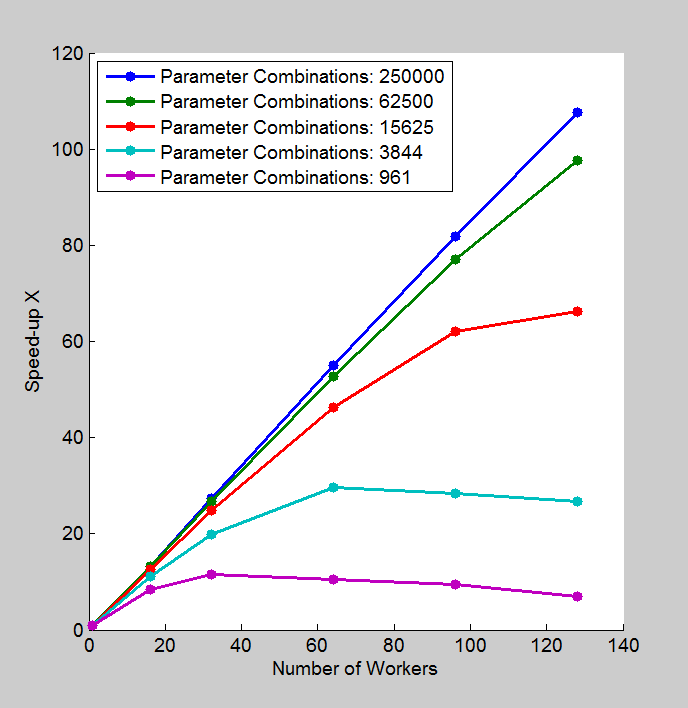 120
100
80
60
40
20
0
Speed-up X
Parameter Combinations: 250000
Parameter Combinations: 62500
Parameter Combinations: 15625
Parameter Combinations: 3844
Parameter Combinations: 961
0 20 40 60 80 100 120 140
Number of Workers